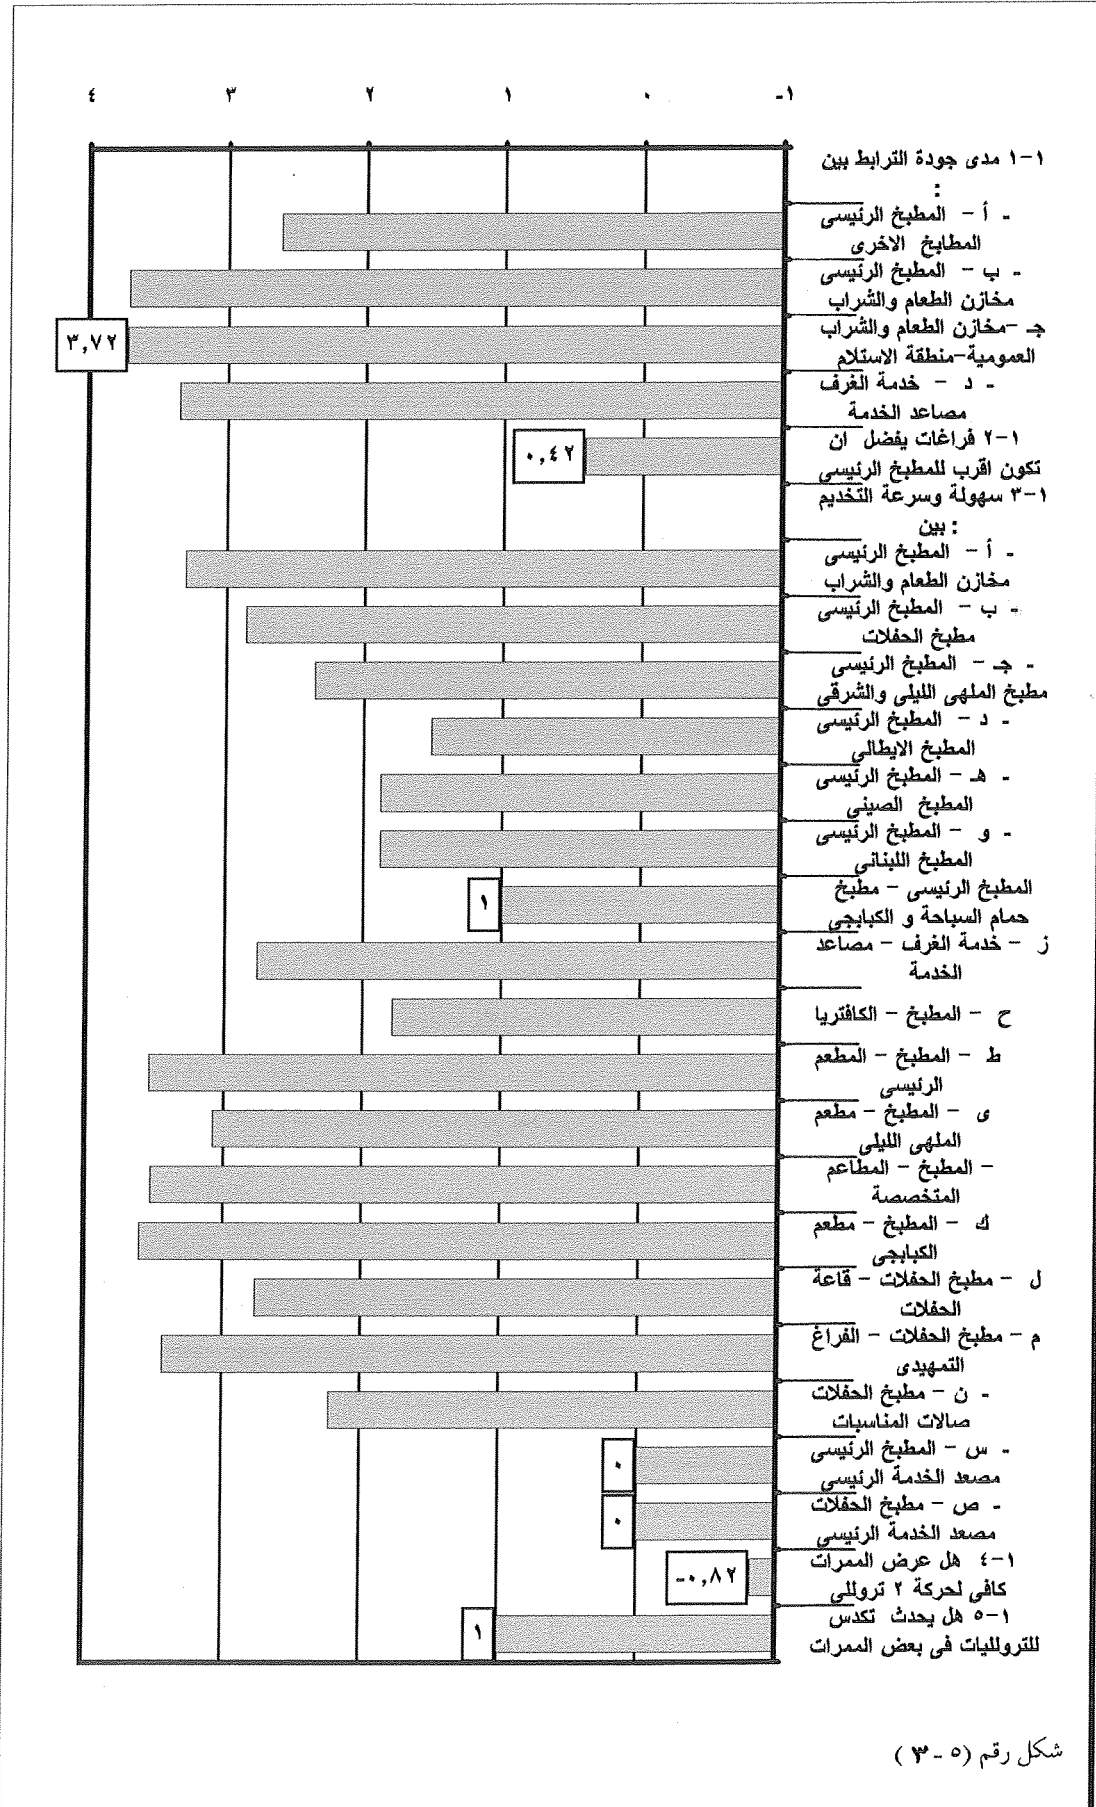 ٤ ٣ ٢ ١ ٠ -١
١-١ مدى جودة الترابط بين
:
- أ - المطبخ الرئيسى
المطابخ الاخرى
- ب - المطبخ الرئيسى
مخازن الطعام والشراب
جـ -مخازن الطعام والشراب
العمومية-منطقة الاستلام
٣,٧٢
- د - خدمة الغرف
مصاعد الخدمة
١-٢ فراغات يفضل ان
تكون اقرب للمطبخ الرئيسى
٠,٤٢
١-٣ سهولة وسرعة التخديم
بين :
- أ - المطبخ الرئيسى
مخازن الطعام والشراب
- ب - المطبخ الرئيسى
مطبخ الحفلات
- جـ - المطبخ الرئيسى
مطبخ الملهى الليلى والشرقى
- د - المطبخ الرئيسى
المطبخ الايطالى
- هـ - المطبخ الرئيسى
المطبخ الصينى
- و - المطبخ الرئيسى
المطبخ اللبنانى
المطبخ الرئيسى - مطبخ
حمام السباحة و الكبابجى
١
ز - خدمة الغرف - مصاعد
الخدمة
ح - المطبخ - الكافتريا
ط - المطبخ - المطعم
الرئيسى
ى - المطبخ - مطعم
الملهى الليلى
- المطبخ - المطاعم
المتخصصة
ك - المطبخ - مطعم
الكبابجى
ل - مطبخ الحفلات - قاعة
الحفلات
م - مطبخ الحفلات - الفراغ
التمهيدى
- ن - مطبخ الحفلات
صالات المناسبات
- س - المطبخ الرئيسى
مصعد الخدمة الرئيسى
٠
- ص - مطبخ الحفلات
مصعد الخدمة الرئيسى
٠
١-٤ هل عرض الممرات
كافى لحركة ٢ تروللى
-٠,٨٢
١-٥ هل يحدث تكدس
للتروللیات فى بعض الممرات
١
شكل رقم (٥ - ٣ )